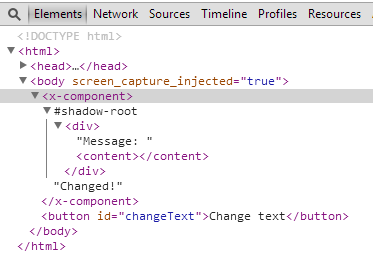 Elements Network Sources Timeline Profiles
<!DOCTYPE html>
<html>
<head>…</head>
<body screen_capture_injected="true">
<x-component>
#shadow-root
<div>
"Message: "
<content></content>
</div>
"Changed!"
</x-component>
<button id="changeText">Change text</button>
</body>
</html>